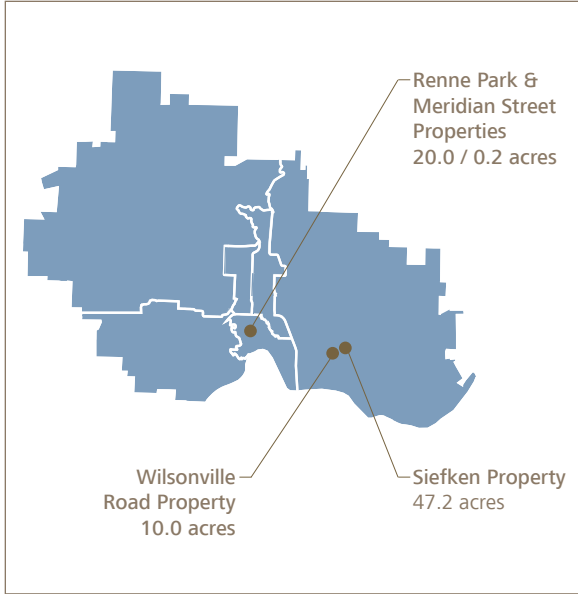 Renne Park &
Meridian Street
Properties
20.0 / 0.2 acres
Wilsonville
Road Property
10.0 acres
Siefken Property
47.2 acres